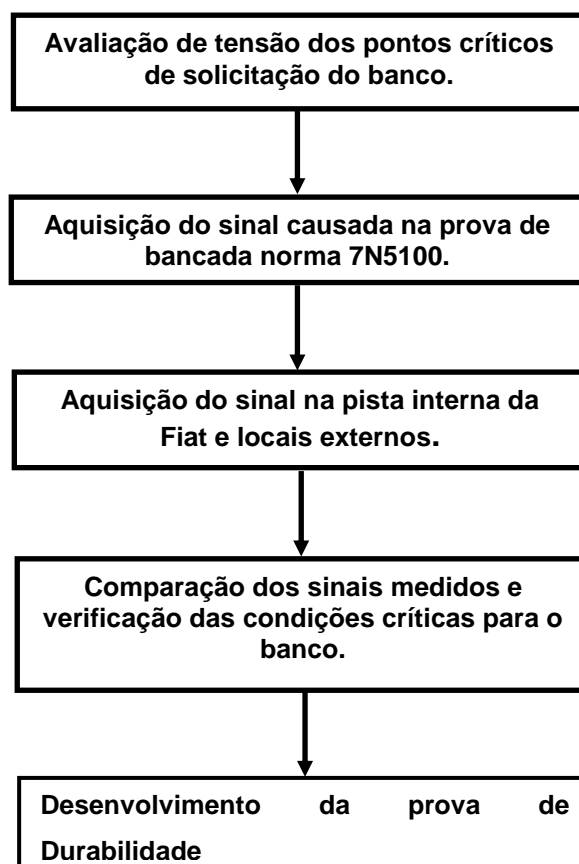 Avaliação de tensão dos pontos críticos
de solicitação do banco.
Aquisição do sinal causada na prova de
bancada norma 7N5100.
Aquisição do sinal na pista interna da
Fiat e locais externos.
Comparação dos sinais medidos e
verificação das condições críticas para o
banco.
Desenvolvimento da prova de
Durabilidade